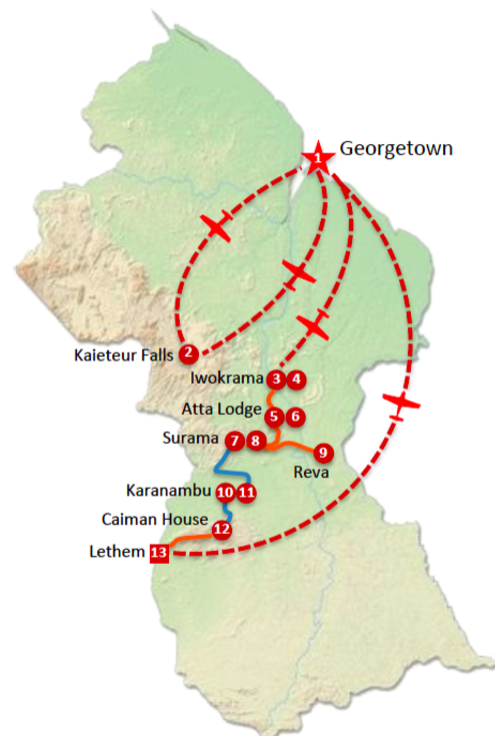 1 Georgetown
Kaieteur Falls 2
Iwokrama 3 4
Atta Lodge 5 6
Surama 7 8
9
Reva
Karanambu 10 11
Caiman House 12
Lethem 13